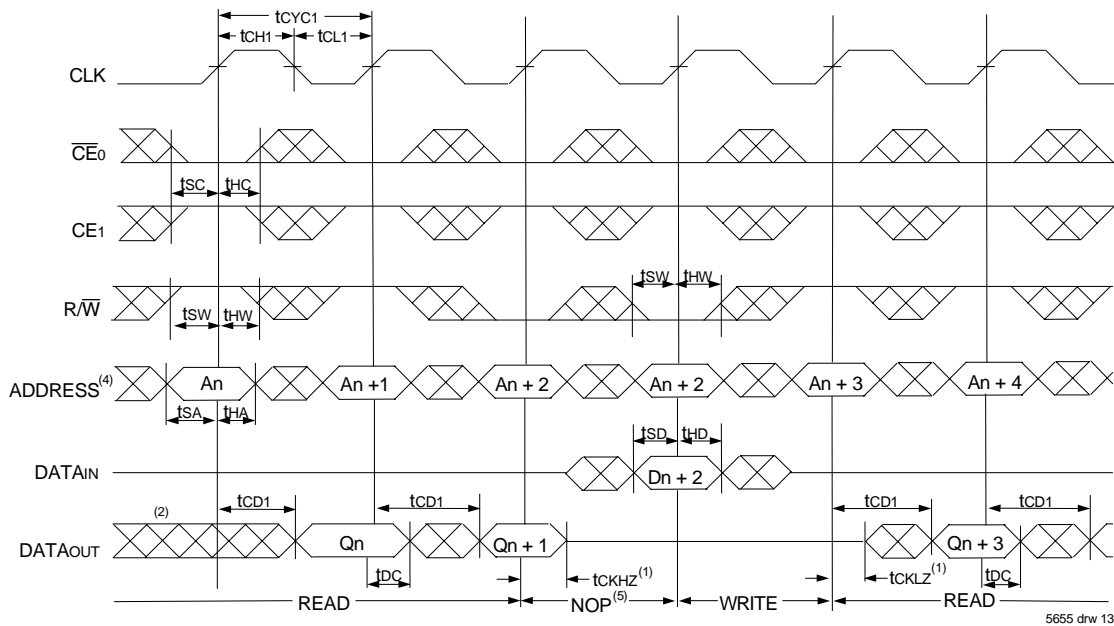 tCYC1
tCH1 tCL1
CLK
CE0
tSC tHC
CE1
tSW tHW
R/W
tSW tHW
ADDRESS(4) An An +1 An + 2 An + 2 An + 3 An + 4
tSA tHA
tSD tHD
DATAIN Dn + 2
tCD1 tCD1 tCD1 tCD1
(2)
DATAOUT Qn Qn + 1 Qn + 3
tDC tCKHZ(1) tCKLZ(1) tDC
READ NOP(5) WRITE READ
5655 drw 13